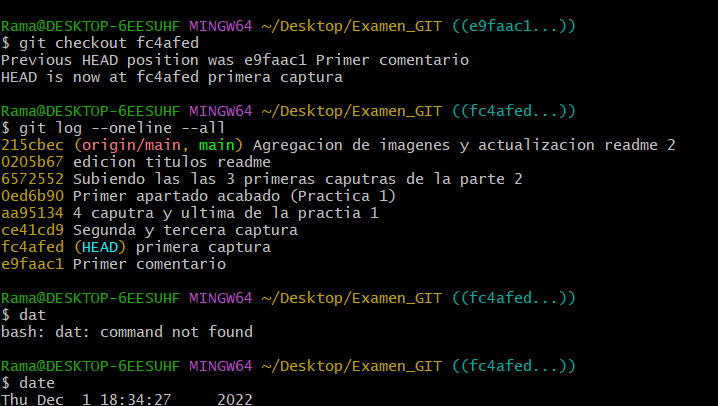 Rama@DESKTOP-6EESUHF MINGW64 ~/Desktop/Examen_GIT ((e9faac1...))
$ git checkout fc4afed
Previous HEAD position was e9faac1 Primer comentario
HEAD is now at fc4afed primera captura
Rama@DESKTOP-6EESUHF MINGW64 ~/Desktop/Examen_GIT ((fc4afed...))
$ git log --oneline --all
215cbec (origin/main, main) Agregacion de imagenes y actualizacion readme 2
0205b67 edicion titulos readme
6572552 Subiendo las las 3 primeras caputras de la parte 2
0ed6b90 Primer apartado acabado (Practica 1)
aa95134 4 caputra y ultima de la practia 1
ce41cd9 Segunda y tercera captura
fc4afed (HEAD) primera captura
e9faac1 Primer comentario
Rama@DESKTOP-6EESUHF MINGW64 ~/Desktop/Examen_GIT ((fc4afed...))
$ dat
bash: dat: command not found
Rama@DESKTOP-6EESUHF MINGW64 ~/Desktop/Examen_GIT ((fc4afed...))
$ date
Thu Dec  1 18:34:27     2022